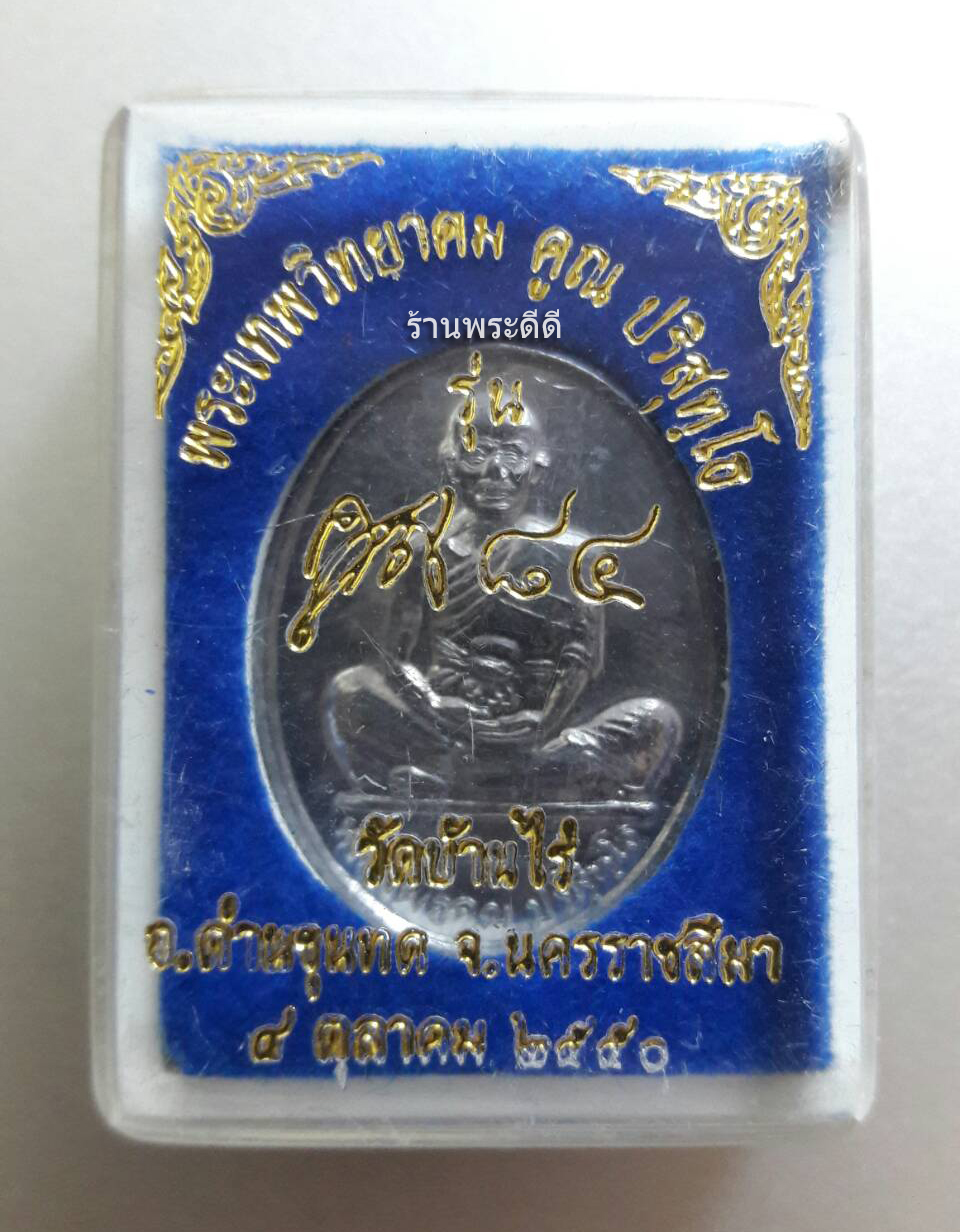 พระเทพวิทยาคม คูณ ปริสุทฺโธ
ร้านพระดีดี
รุ่น
คูณ ๘๔
วัดบ้านไร่
อ.ด่านขุนทด จ.นครราชสีมา
๔ ตุลาคม ๒๕๕๐